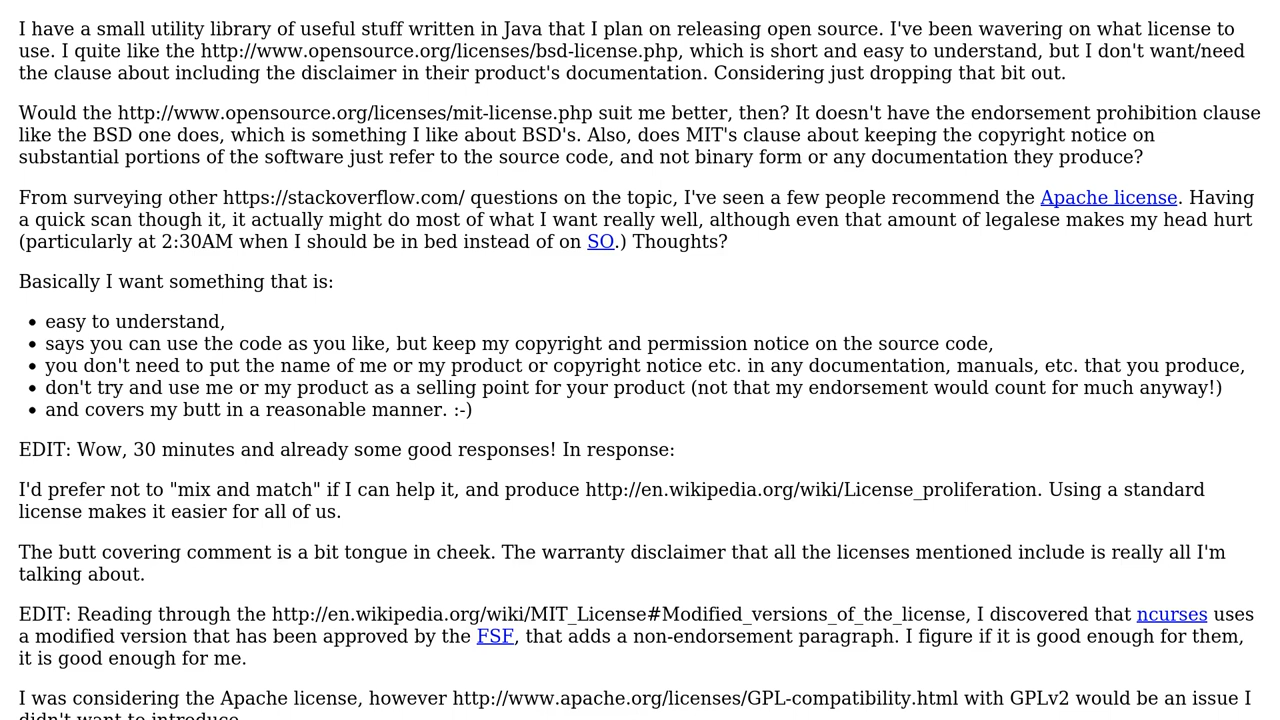 I have a small utility library of useful stuff written in Java that I plan on releasing open source. I've been wavering on what license to
use. I quite like the http://www.opensource.org/licenses/bsd-license.php, which is short and easy to understand, but I don't want/need
the clause about including the disclaimer in their product's documentation. Considering just dropping that bit out.
Would the http://www.opensource.org/licenses/mit-license.php suit me better, then? It doesn't have the endorsement prohibition clause
like the BSD one does, which is something I like about BSD's. Also, does MIT's clause about keeping the copyright notice on
substantial portions of the software just refer to the source code, and not binary form or any documentation they produce?
From surveying other https://stackoverflow.com/ questions on the topic, I've seen a few people recommend the Apache license. Having
a quick scan though it, it actually might do most of what I want really well, although even that amount of legalese makes my head hurt
(particularly at 2:30AM when I should be in bed instead of on SO.) Thoughts?
Basically I want something that is:
• easy to understand,
• says you can use the code as you like, but keep my copyright and permission notice on the source code,
• you don't need to put the name of me or my product or copyright notice etc. in any documentation, manuals, etc. that you produce,
• don't try and use me or my product as a selling point for your product (not that my endorsement would count for much anyway!)
• and covers my butt in a reasonable manner. :-)
EDIT: Wow, 30 minutes and already some good responses! In response:
I'd prefer not to "mix and match" if I can help it, and produce http://en.wikipedia.org/wiki/License_proliferation. Using a standard
license makes it easier for all of us.
The butt covering comment is a bit tongue in cheek. The warranty disclaimer that all the licenses mentioned include is really all I'm
talking about.
EDIT: Reading through the http://en.wikipedia.org/wiki/MIT_License#Modified_versions_of_the_license, I discovered that ncurses uses
a modified version that has been approved by the FSF, that adds a non-endorsement paragraph. I figure if it is good enough for them,
it is good enough for me.
I was considering the Apache license, however http://www.apache.org/licenses/GPL-compatibility.html with GPLv2 would be an issue I
didn't want to introduce.